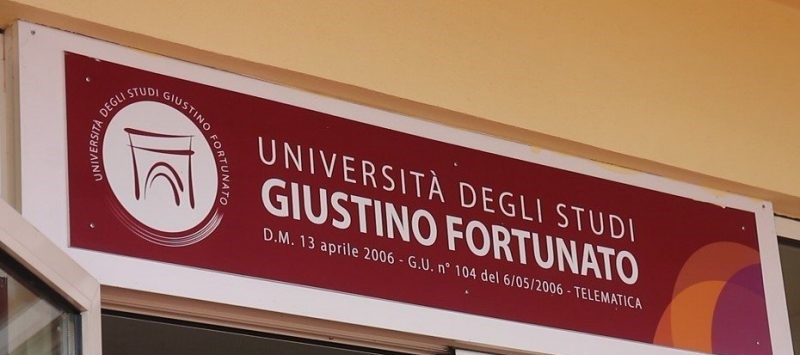 UNIVERSITÀ DEGLI STUDI GIUSTINO FORTUNATO
UNIVERSITÀ DEGLI STUDI
GIUSTINO FORTUNATO
D.M. 13 aprile 2006 - G.U. n° 104 del 6/05/2006 - TELEMATICA